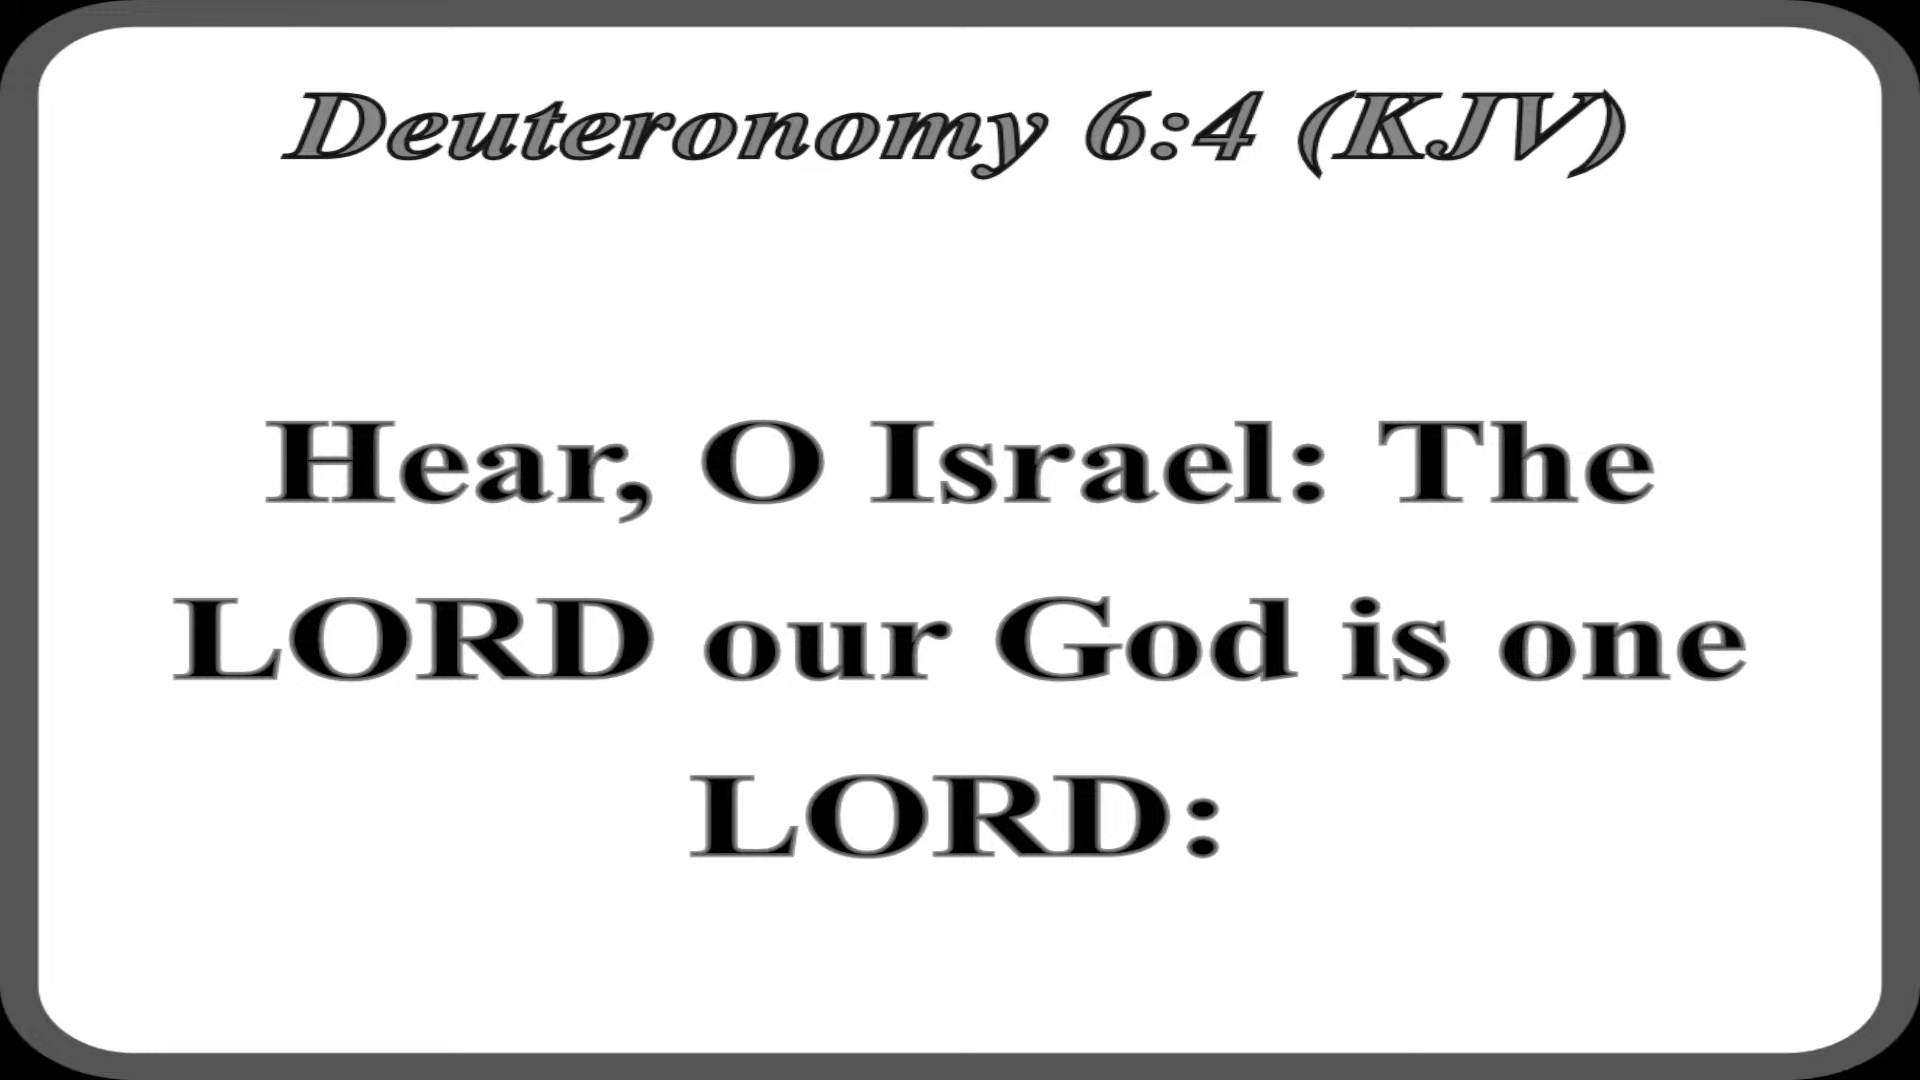 Deuteronomy 6:4 (KJV)
Hear, O Israel: The
LORD our God is one
LORD: